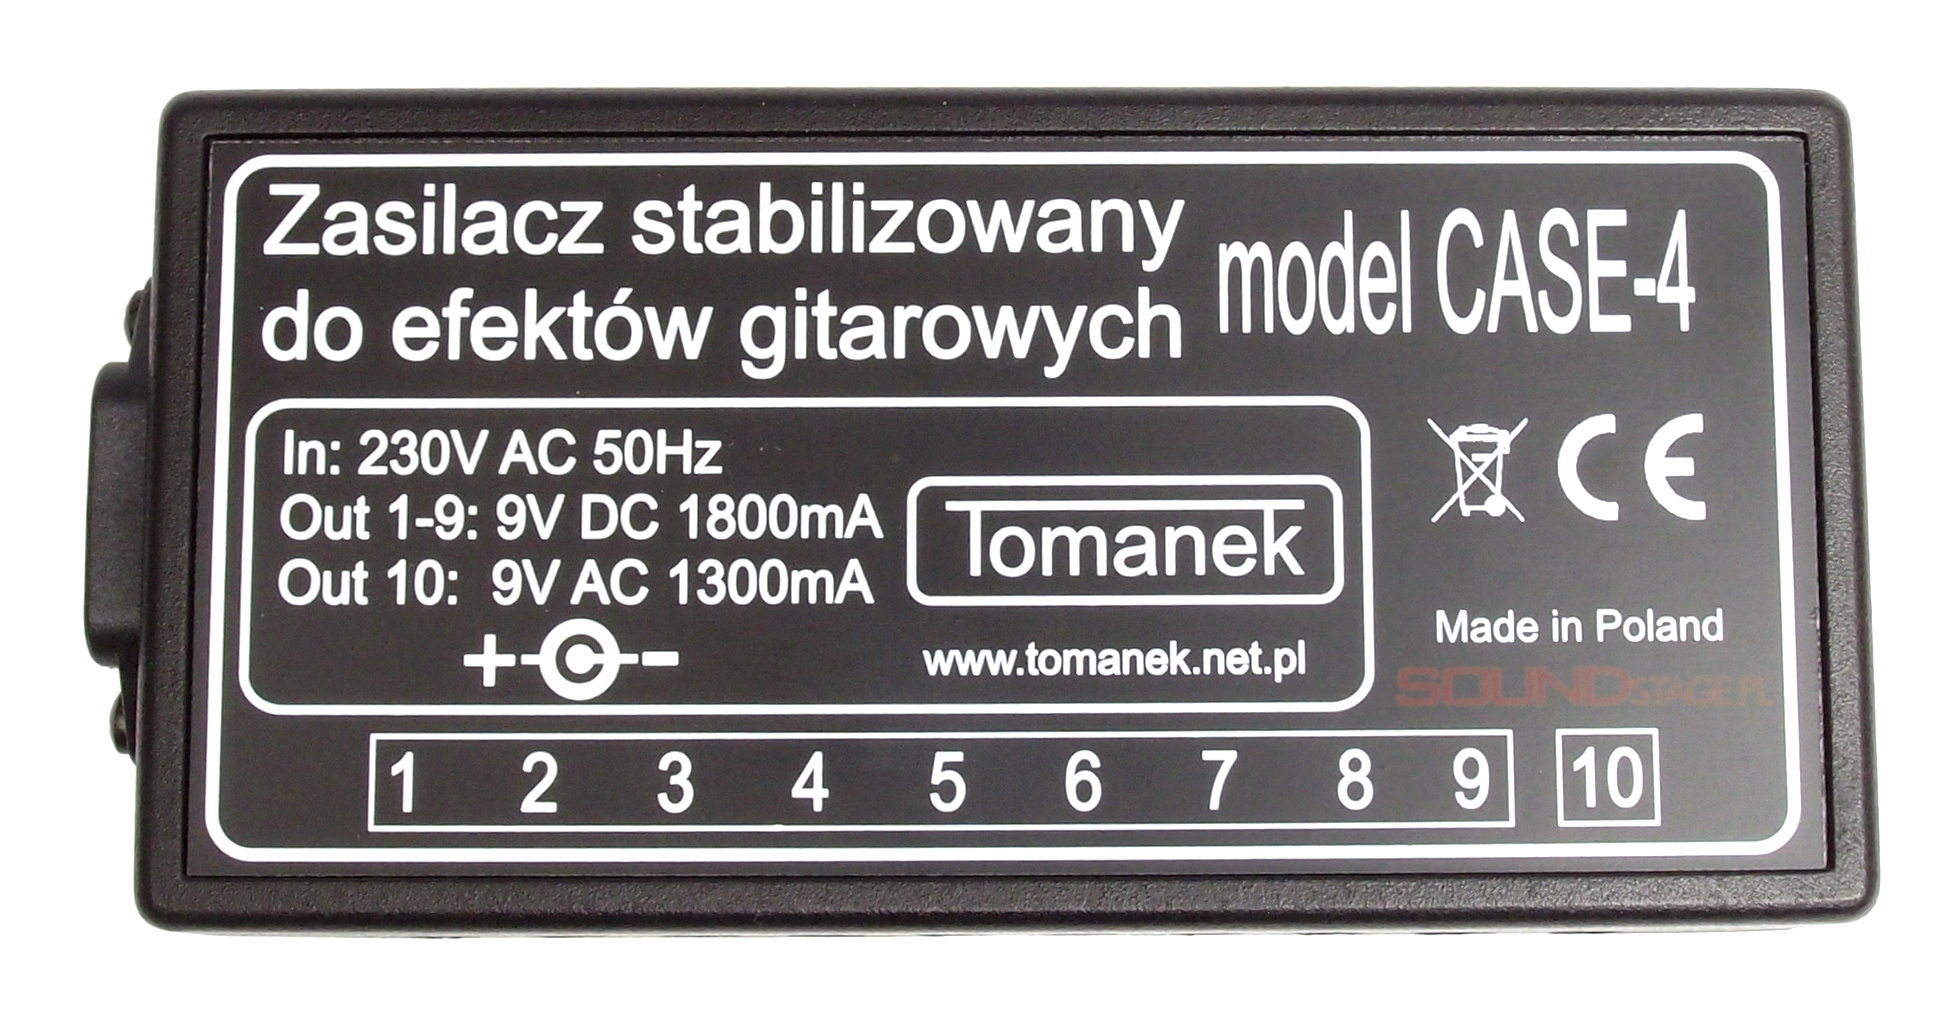 Zasilacz stabilizowany
do efektów gitarowych
model CASE-4
In: 230V AC 50Hz
Out 1-9: 9V DC 1800mA
Out 10: 9V AC 1300mA
+ -
Tomanek
www.tomanek.net.pl
CE
Made in Poland
SOUNDSTAGE.PL
1 2 3 4 5 6 7 8 9 10